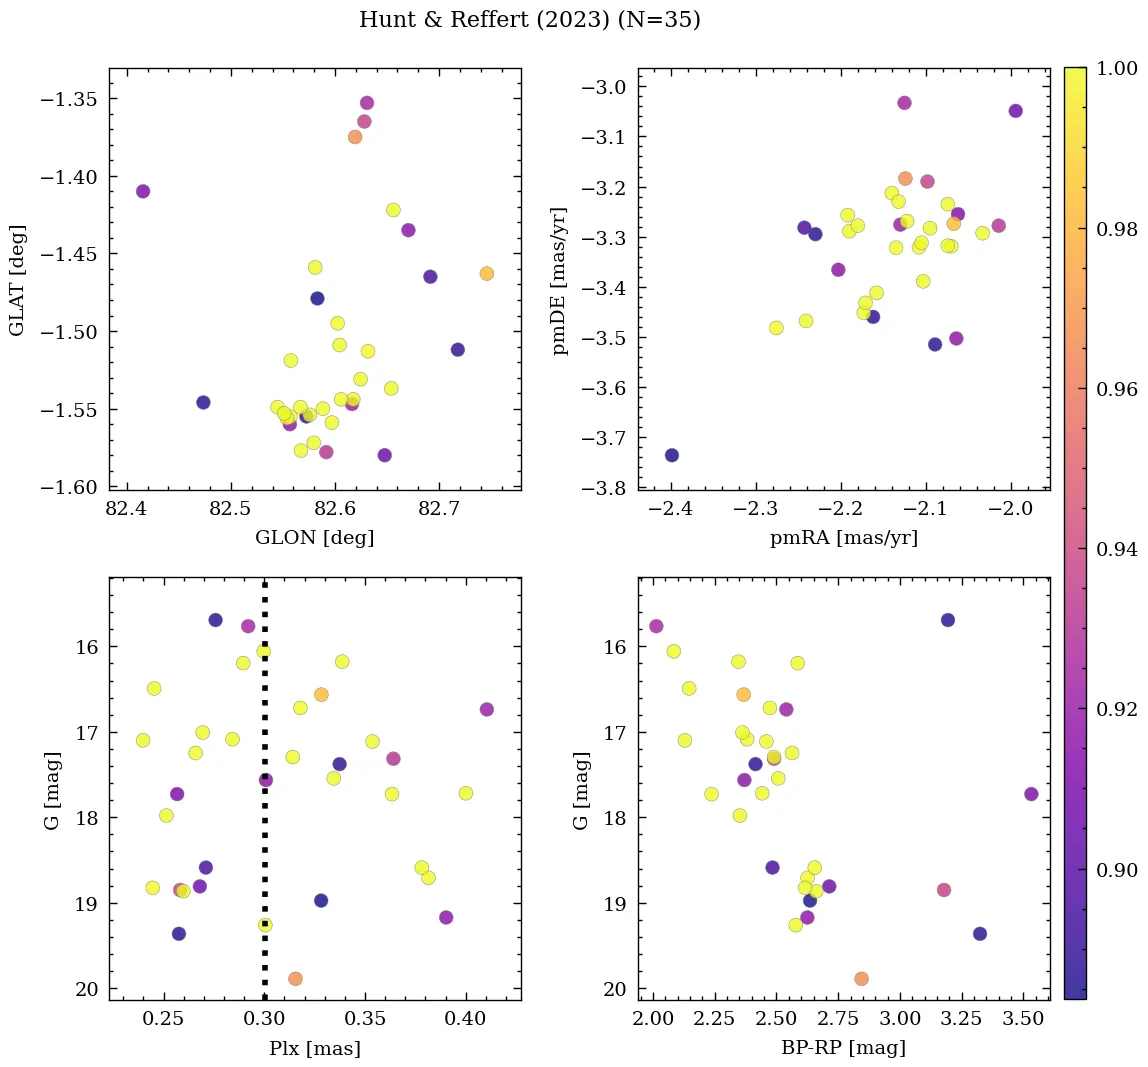 Hunt & Reffert (2023) (N=35)
−1.35
−1.40
−1.45
−1.50
−1.55
−1.60
GLAT [deg]
82.4 82.5 82.6 82.7
GLON [deg]
−3.0
−3.1
−3.2
−3.3
−3.4
−3.5
−3.6
−3.7
−3.8
pmDE [mas/yr]
−2.4 −2.3 −2.2 −2.1 −2.0
pmRA [mas/yr]
16
17
18
19
20
G [mag]
0.25 0.30 0.35 0.40
Plx [mas]
16
17
18
19
20
G [mag]
2.00 2.25 2.50 2.75 3.00 3.25 3.50
BP-RP [mag]
1.00
0.98
0.96
0.94
0.92
0.90